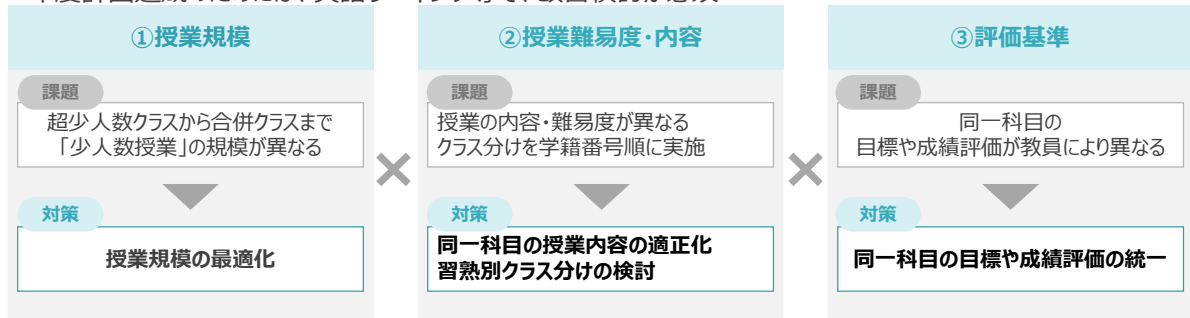 ①授業規模
課題
超少人数クラスから合併クラスまで
「少人数授業」の規模が異なる
対策
授業規模の最適化
×
②授業難易度・内容
課題
授業の内容・難易度が異なる
クラス分けを学籍番号順に実施
対策
同一科目の授業内容の適正化
習熟別クラス分けの検討
×
③評価基準
課題
同一科目の
目標や成績評価が教員により異なる
対策
同一科目の目標や成績評価の統一